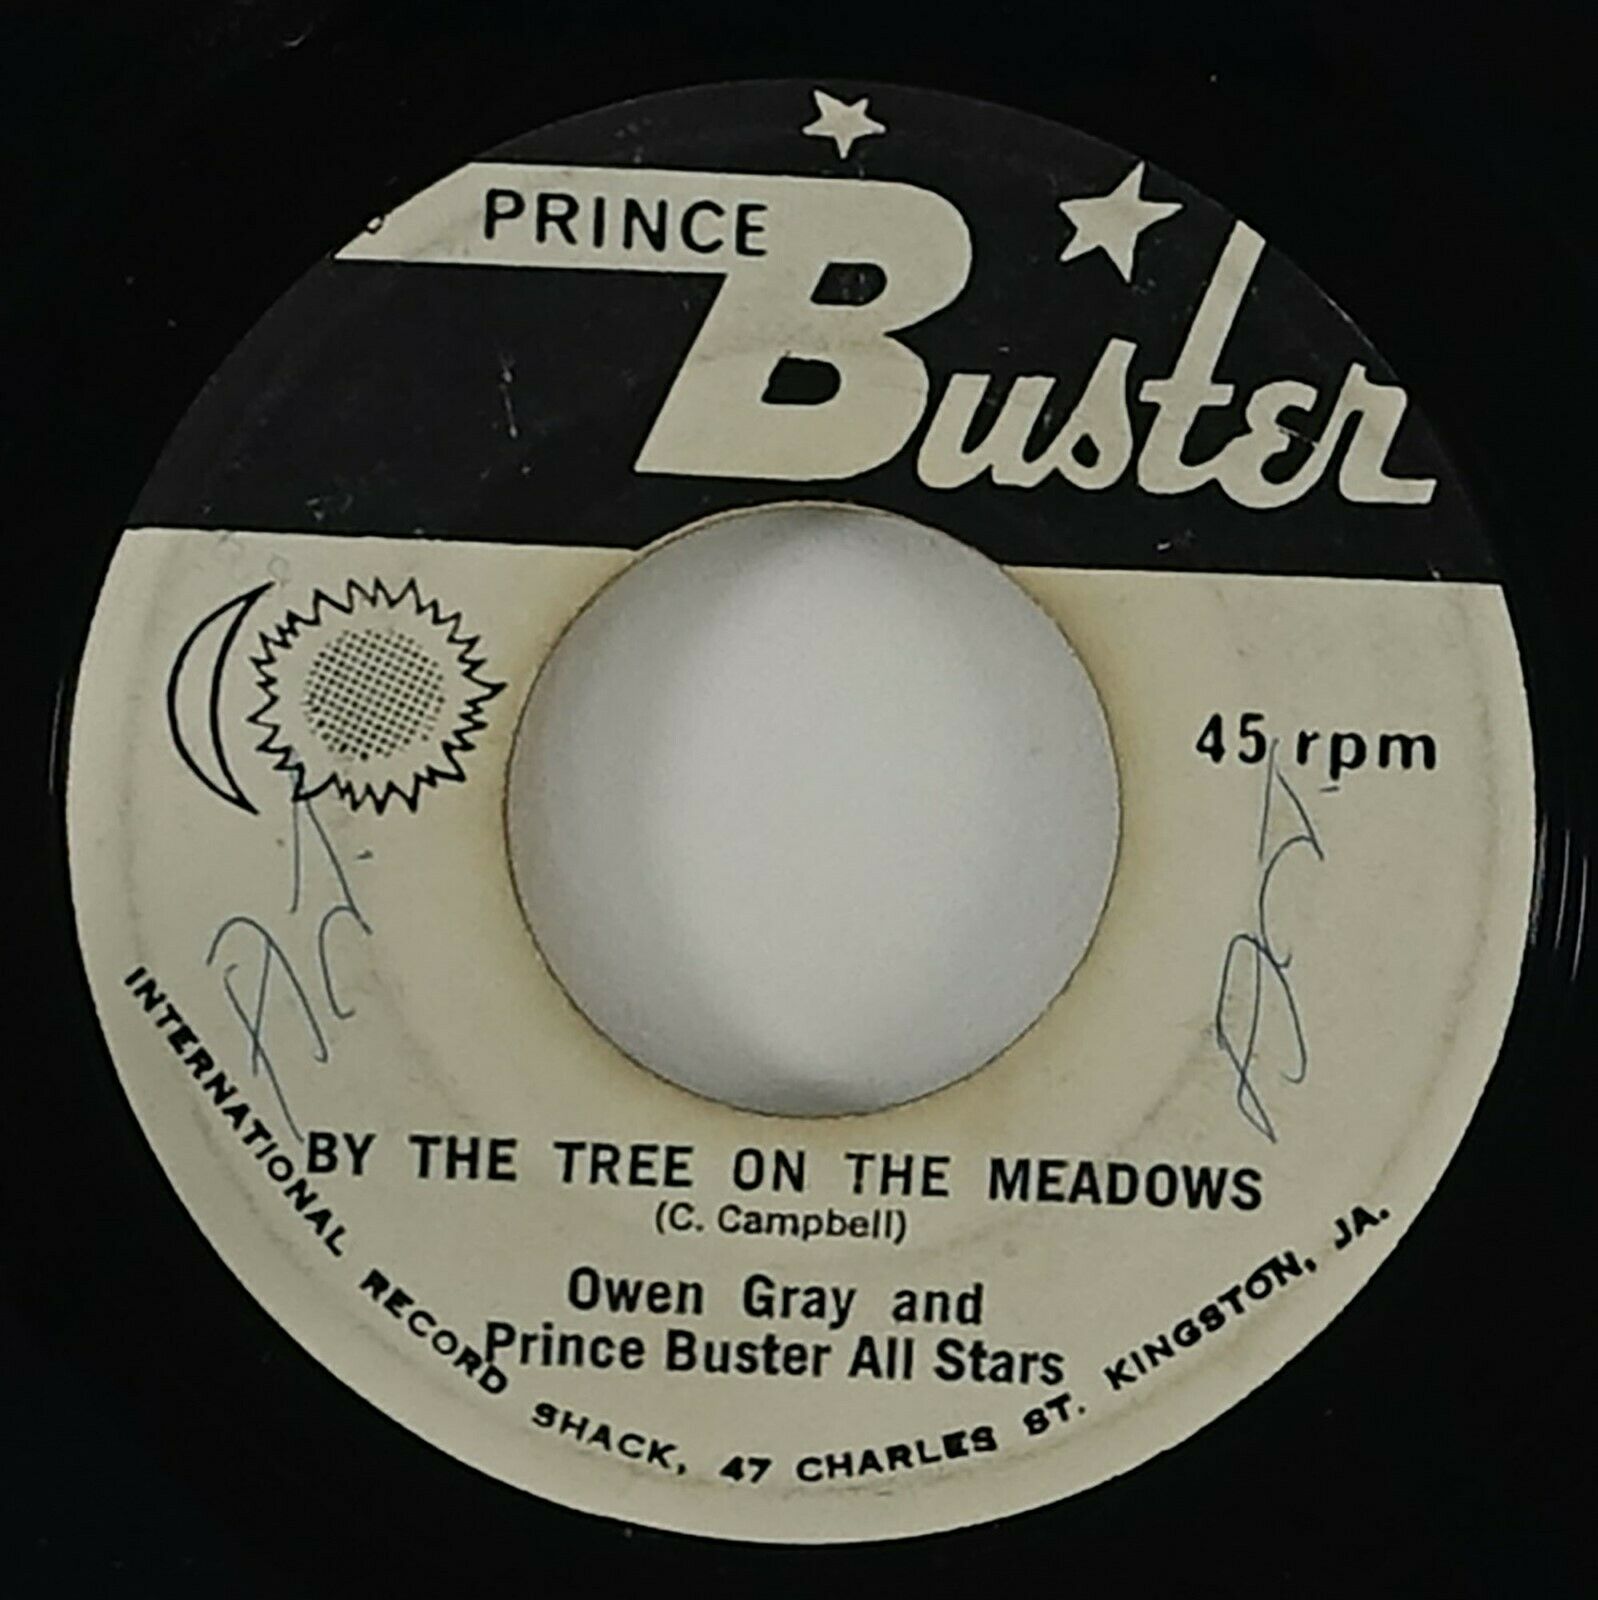 PRINCE
Buster
45 rpm
BY THE TREE ON THE MEADOWS
(C. Campbell)
Owen Gray and
Prince Buster All Stars
INTERNATIONAL RECORD SHACK, 47 CHARLES ST. KINGSTON, JA.